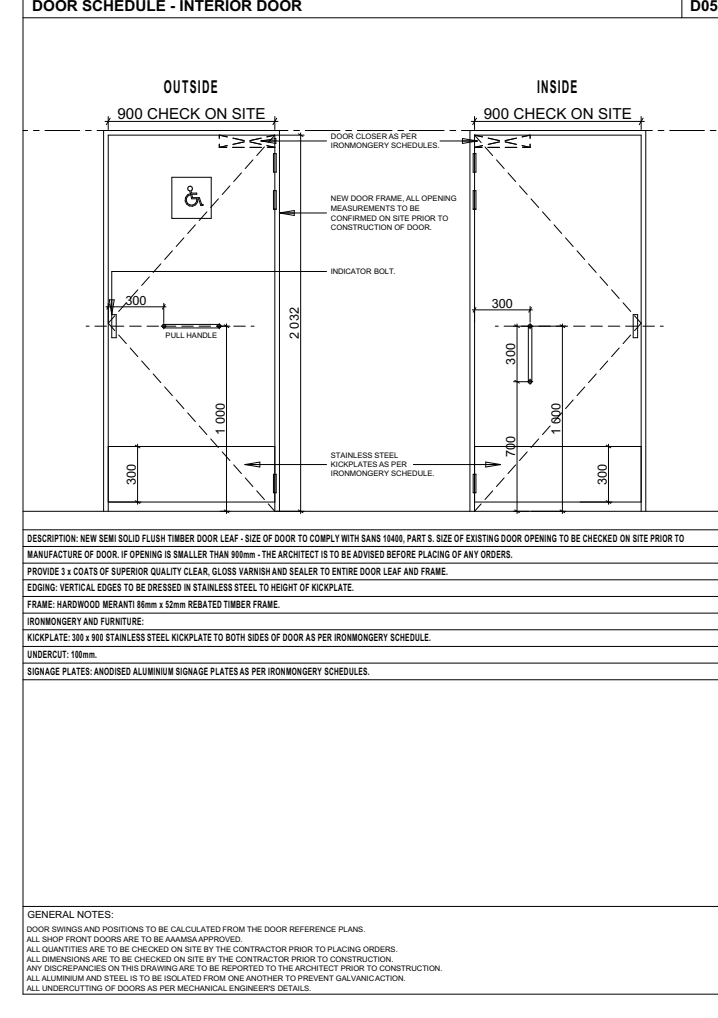 DOOR SCHEDULE - INTERIOR DOOR
D05
OUTSIDE
INSIDE
900 CHECK ON SITE
900 CHECK ON SITE
DOOR CLOSER AS PER
IRONMONGERY SCHEDULES.
NEW DOOR FRAME, ALL OPENING
MEASUREMENTS TO BE
CONFIRMED ON SITE PRIOR TO
CONSTRUCTION OF DOOR.
INDICATOR BOLT.
300
300
PULL HANDLE
2 032
300
1 000
1 000
700
STAINLESS STEEL
KICKPLATES AS PER
IRONMONGERY SCHEDULE.
300
300
DESCRIPTION: NEW SEMI SOLID FLUSH TIMBER DOOR LEAF - SIZE OF DOOR TO COMPLY WITH SANS 10400, PART S. SIZE OF EXISTING DOOR OPENING TO BE CHECKED ON SITE PRIOR TO
MANUFACTURE OF DOOR. IF OPENING IS SMALLER THAN 900mm - THE ARCHITECT IS TO BE ADVISED BEFORE PLACING OF ANY ORDERS.
PROVIDE 3 x COATS OF SUPERIOR QUALITY CLEAR, GLOSS VARNISH AND SEALER TO ENTIRE DOOR LEAF AND FRAME.
EDGING: VERTICAL EDGES TO BE DRESSED IN STAINLESS STEEL TO HEIGHT OF KICKPLATE.
FRAME: HARDWOOD MERANTI 86mm x 52mm REBATED TIMBER FRAME.
IRONMONGERY AND FURNITURE:
KICKPLATE: 300 x 900 STAINLESS STEEL KICKPLATE TO BOTH SIDES OF DOOR AS PER IRONMONGERY SCHEDULE.
UNDERCUT: 100mm.
SIGNAGE PLATES: ANODISED ALUMINIUM SIGNAGE PLATES AS PER IRONMONGERY SCHEDULES.
GENERAL NOTES:
DOOR SWINGS AND POSITIONS TO BE CALCULATED FROM THE DOOR REFERENCE PLANS.
ALL SHOP FRONT DOORS ARE TO BE AAAMSA APPROVED.
ALL QUANTITIES ARE TO BE CHECKED ON SITE BY THE CONTRACTOR PRIOR TO PLACING ORDERS.
ALL DIMENSIONS ARE TO BE CHECKED ON SITE BY THE CONTRACTOR PRIOR TO CONSTRUCTION.
ANY DISCREPANCIES ON THIS DRAWING ARE TO BE REPORTED TO THE ARCHITECT PRIOR TO CONSTRUCTION.
ALL ALUMINIUM AND STEEL IS TO BE ISOLATED FROM ONE ANOTHER TO PREVENT GALVANIC ACTION.
ALL UNDERCUTTING OF DOORS AS PER MECHANICAL ENGINEER'S DETAILS.